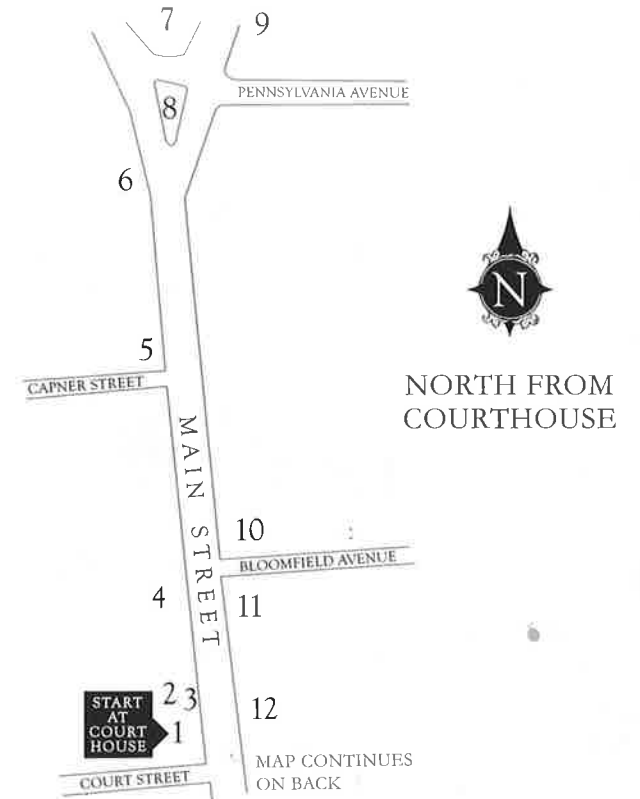 7
9
PENNSYLVANIA AVENUE
8
6
N
5
CAPNER STREET
NORTH FROM
COURTHOUSE
MAIN STREET
10
BLOOMFIELD AVENUE
4
11
2
3
START
AT
COURT
HOUSE
1
12
MAP CONTINUES
ON BACK
COURT STREET